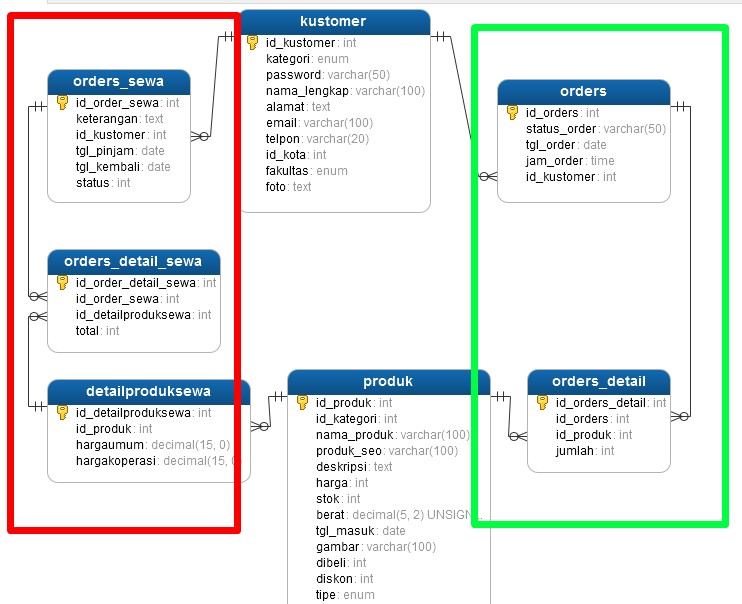 kustomer
id_kustomer: int
kategori: enum
password: varchar(50)
nama_lengkap: varchar(100)
alamat: text
email: varchar(100)
telpon: varchar(20)
id_kota: int
fakultas: enum
foto: text
orders_sewa
id_order_sewa: int
keterangan: text
id_kustomer: int
tgl_pinjam: date
tgl_kembali: date
status: int
orders
id_orders: int
status_order: varchar(50)
tgl_order: date
jam_order: time
id_kustomer: int
orders_detail_sewa
id_order_detail_sewa: int
id_order_sewa: int
id_detailproduksewa: int
total: int
detailproduksewa
id_detailproduksewa: int
id_produk: int
hargaumum: decimal(15, 0)
hargakoperasi: decimal(15, 0)
produk
id_produk: int
id_kategori: int
nama_produk: varchar(100)
produk_seo: varchar(100)
deskripsi: text
harga: int
stok: int
berat: decimal(5, 2) UNSIGN...
tgl_masuk: date
gambar: varchar(100)
dibeli: int
diskon: int
tipe: enum
orders_detail
id_orders_detail: int
id_orders: int
id_produk: int
jumlah: int